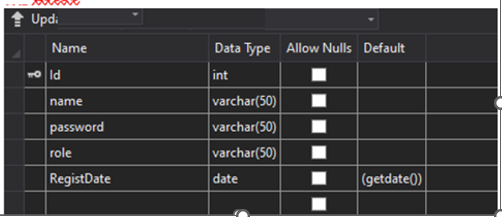 Upda
Name Data Type Allow Nulls Default
Id int
name varchar(50)
password varchar(50)
role varchar(50)
RegistDate date (getdate())